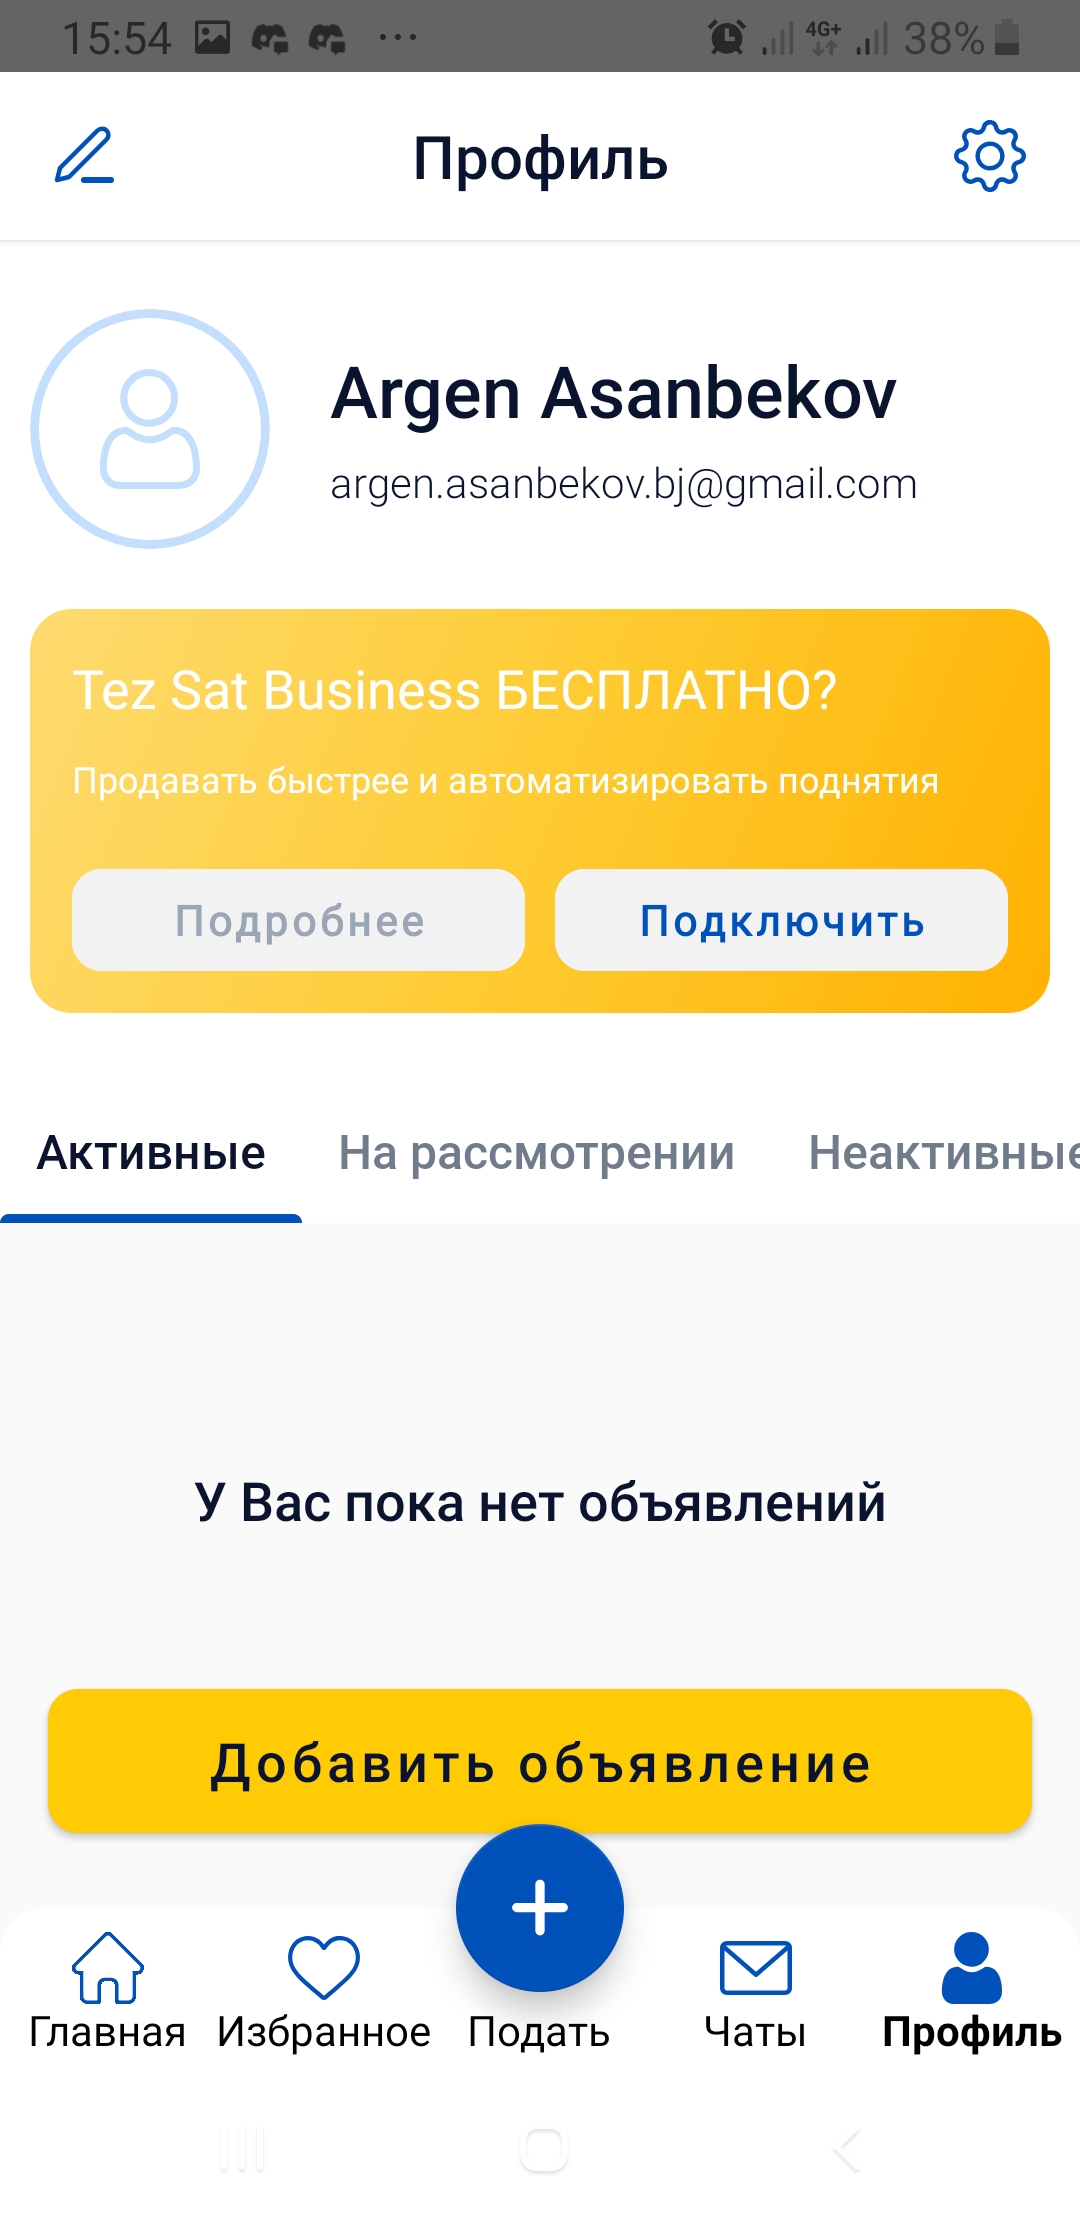 15:54
4G+
38%
Профиль
Argen Asanbekov
argen.asanbekov.bj@gmail.com
Tez Sat Business БЕСПЛАТНО?
Продавать быстрее и автоматизировать поднятия
Подробнее
Подключить
Активные
На рассмотрении
Неактивные
У Вас пока нет объявлений
Добавить объявление
Главная
Избранное
Подать
Чаты
Профиль